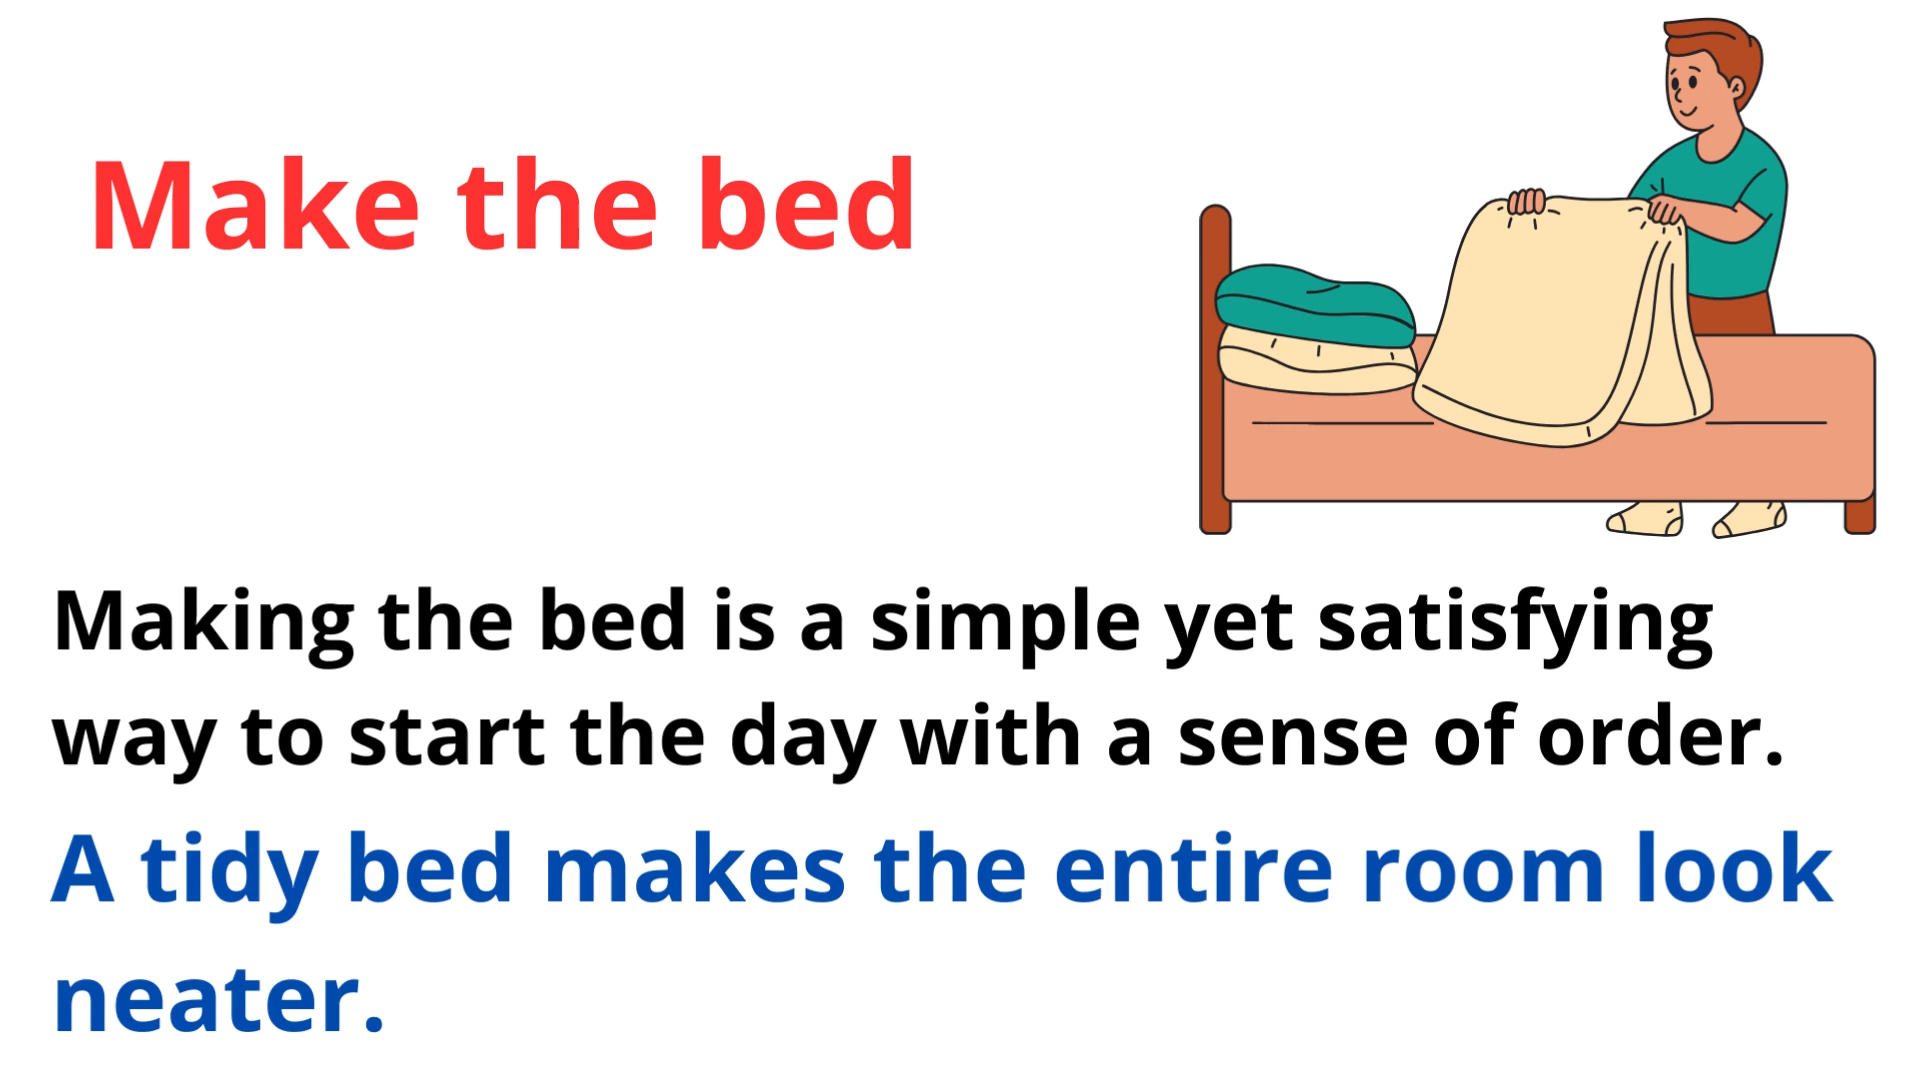 Make the bed
Making the bed is a simple yet satisfying
way to start the day with a sense of order.
A tidy bed makes the entire room look
neater.